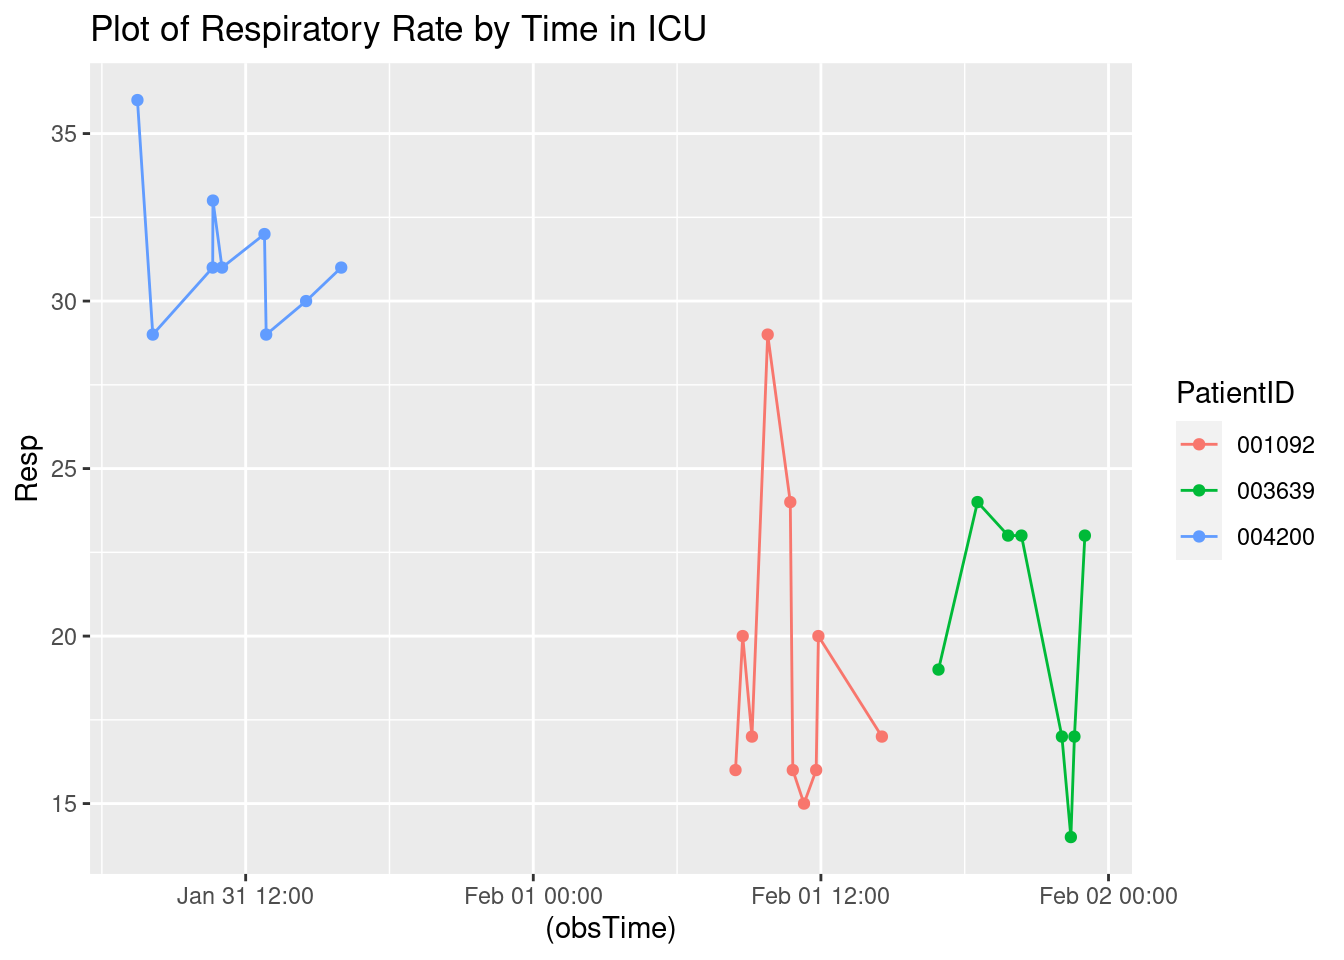 Plot of Respiratory Rate by Time in ICU
35
30
25
20
15
Resp
Jan 31 12:00
Feb 01 00:00
Feb 01 12:00
Feb 02 00:00
(obsTime)
PatientID
001092
003639
004200